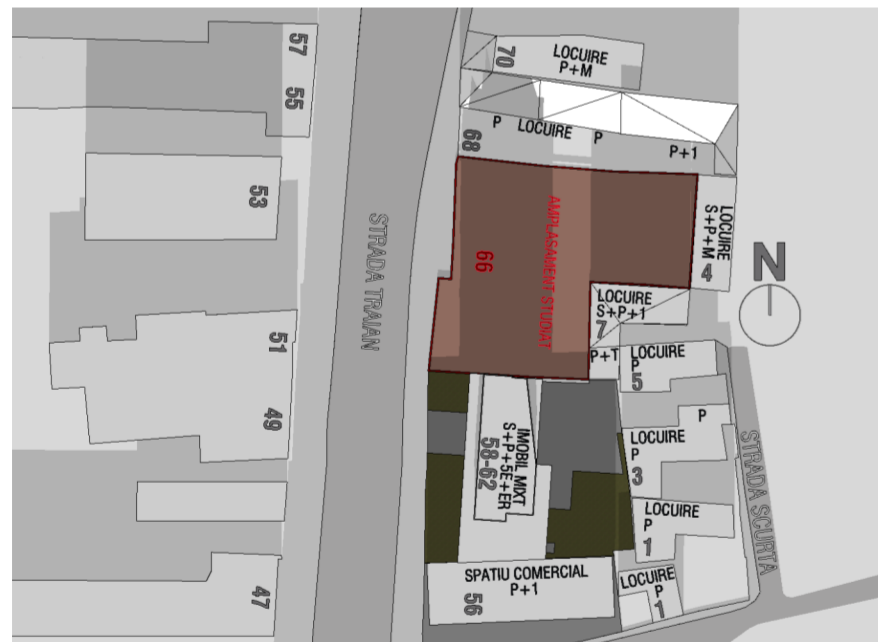 57
55
53
51
49
47
STRADA TRAIAN
70
LOCUIRE
P+M
P
LOCUIRE
P
P+1
68
66
AMPLASAMENT STUDIAT
LOCUIRE
S+P+M
4
N
LOCUIRE
S+P+1
7
P+T
LOCUIRE
P
5
P
LOCUIRE
P
3
LOCUIRE
P
1
LOCUIRE
P
1
IMOBIL MIXT
S+P+5E+ER
58-62
SPATIU COMERCIAL
P+1
56
STRADA SCURTA